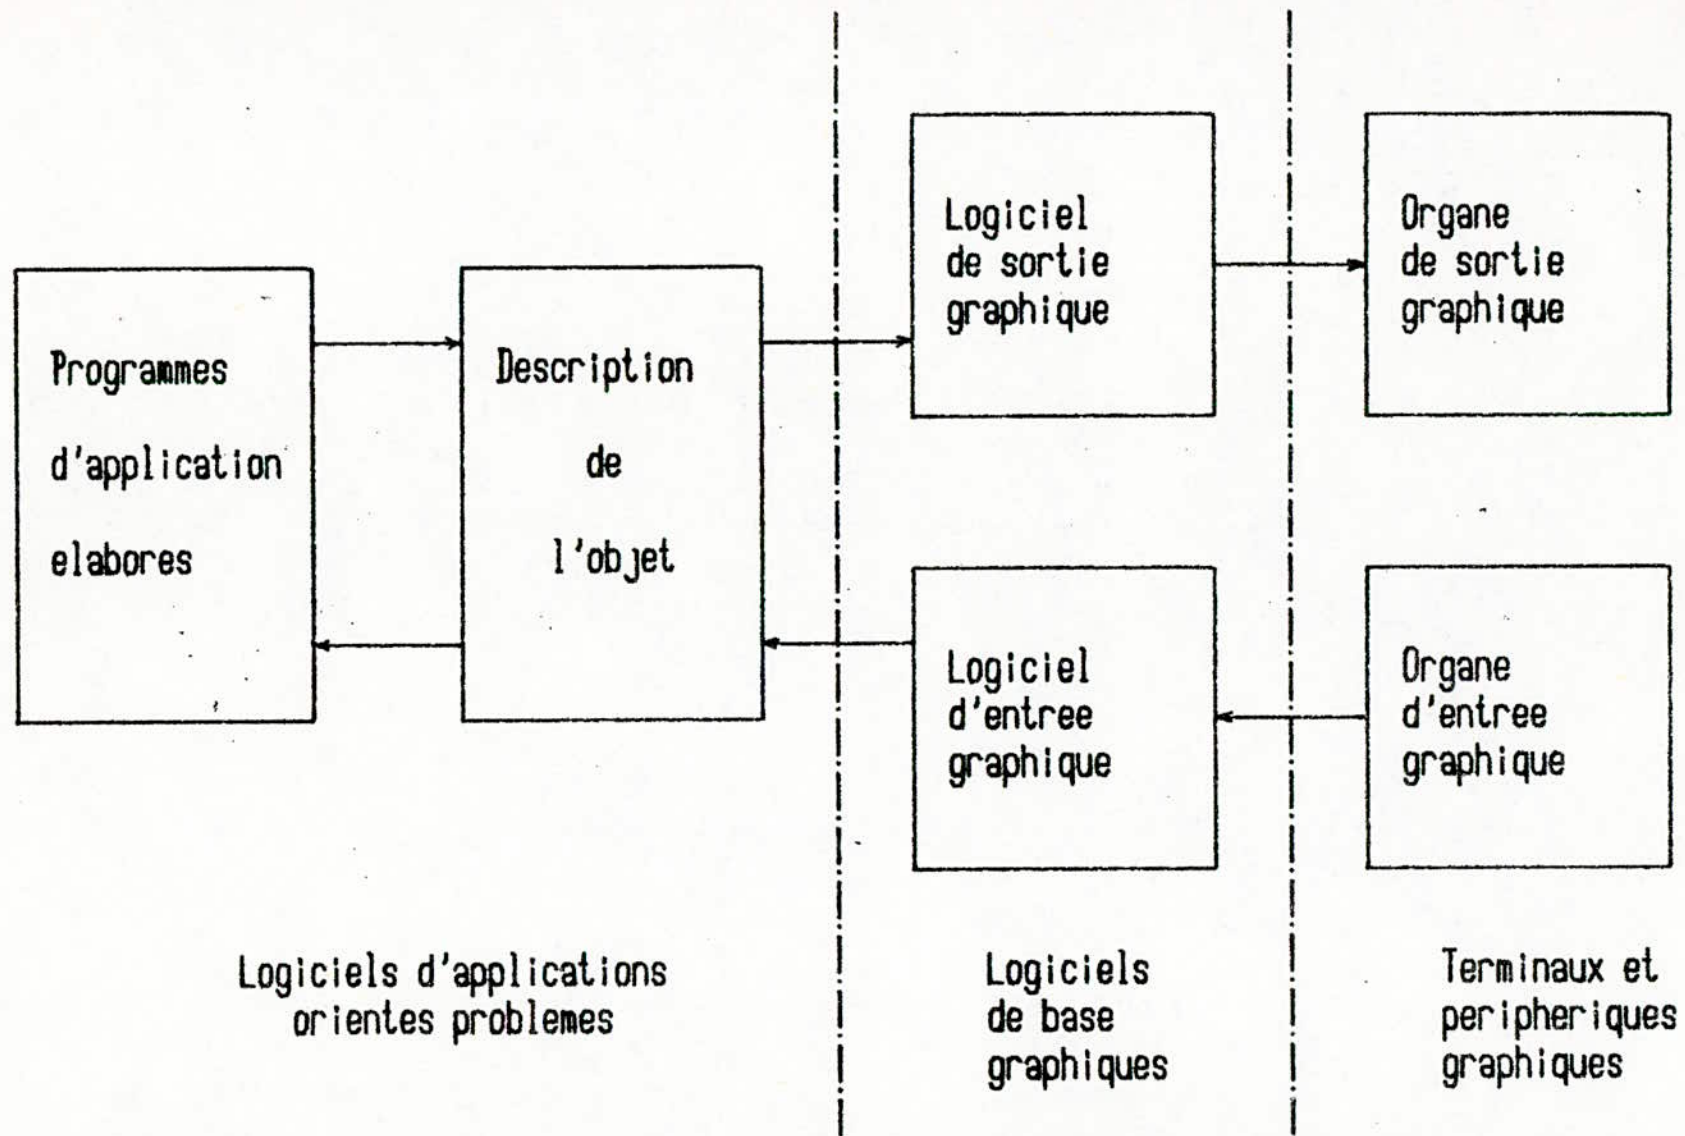 Programmes
d'application
elabores
Description
de
l'objet
Logiciel
de sortie
graphique
Organe
de sortie
graphique
Logiciel
d'entree
graphique
Organe
d'entree
graphique
Logiciels d'applications
orientes problemes
Logiciels
de base
graphiques
Terminaux et
peripheriques
graphiques